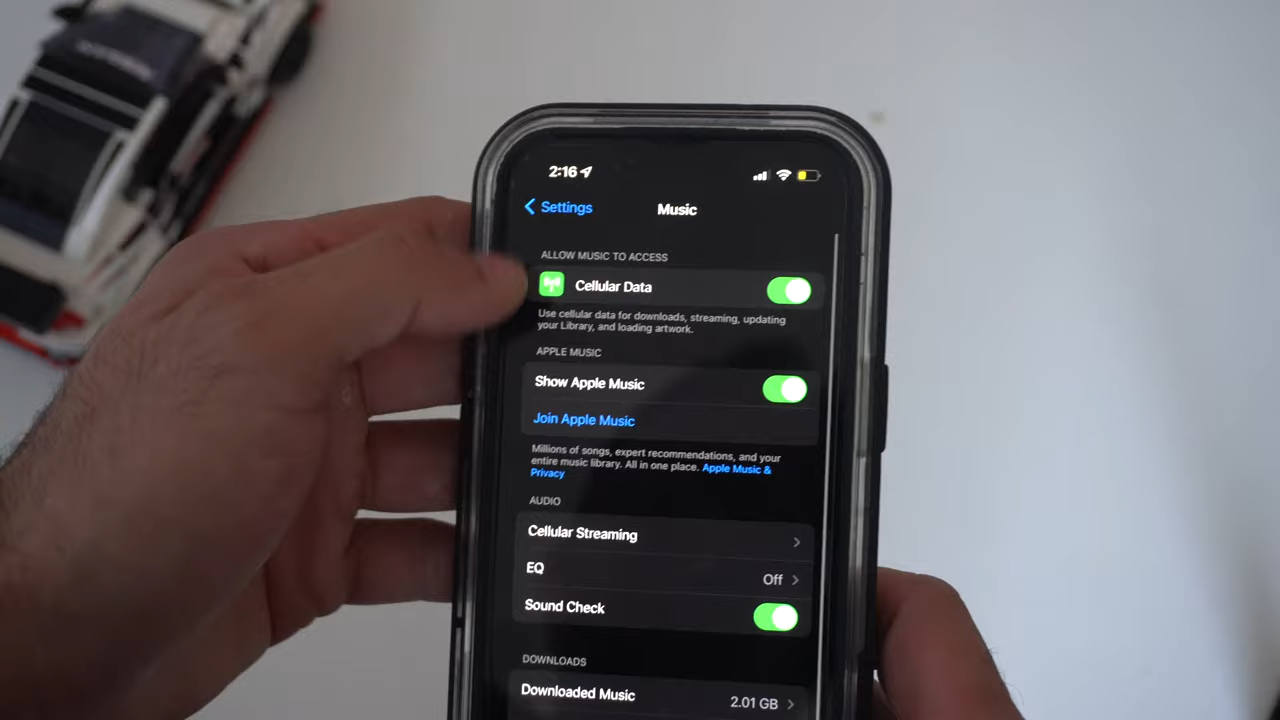 2:16
Settings
Music
ALLOW MUSIC TO ACCESS
Cellular Data
Use cellular data for downloads, streaming, updating
your Library, and loading artwork.
APPLE MUSIC
Show Apple Music
Join Apple Music
Millions of songs, expert recommendations, and your
entire music library. All in one place. Apple Music &
Privacy
AUDIO
Cellular Streaming
EQ
Off
Sound Check
DOWNLOADS
Downloaded Music
2.01 GB